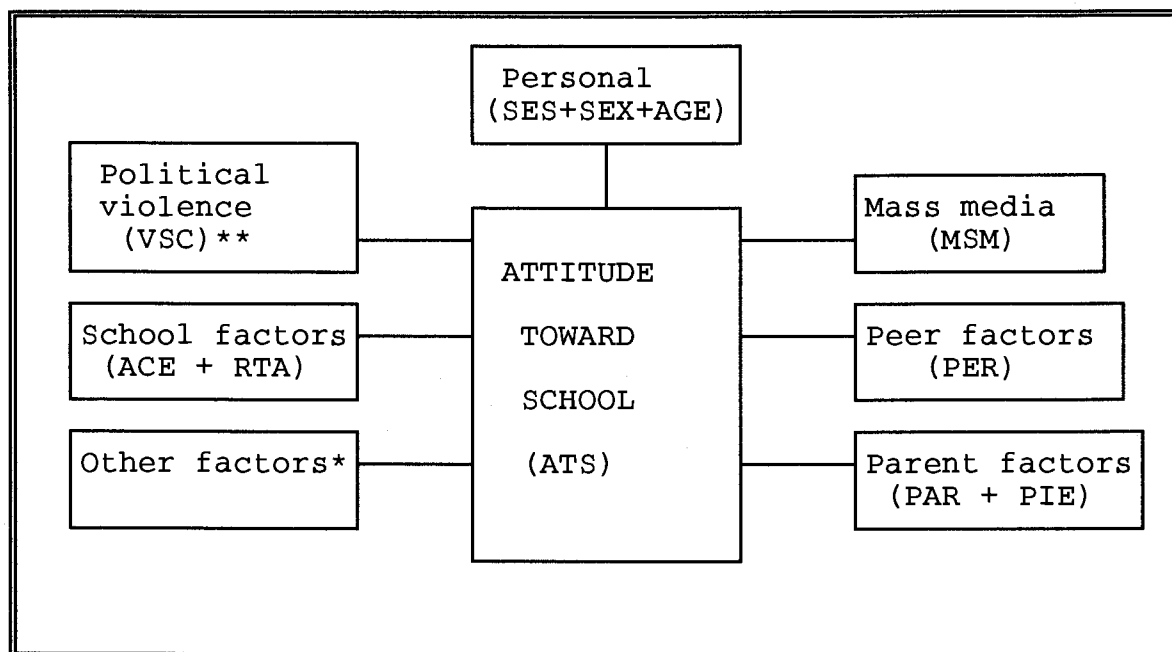 Personal
(SES+SEX+AGE)
Political
violence
(VSC)**
School factors
(ACE + RTA)
Other factors*
ATTITUDE
TOWARD
SCHOOL
(ATS)
Mass media
(MSM)
Peer factors
(PER)
Parent factors
(PAR + PIE)